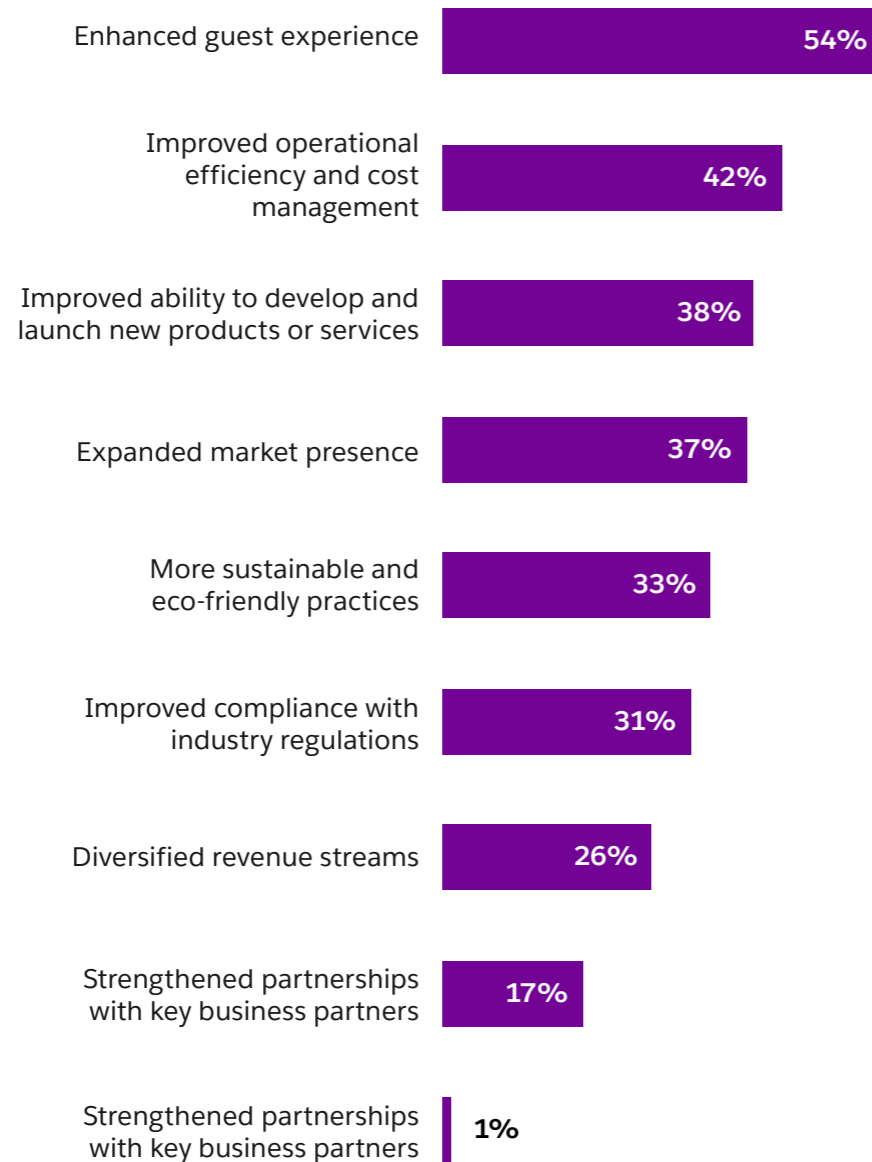 Enhanced guest experience
54%
Improved operational
efficiency and cost
management
42%
Improved ability to develop and
launch new products or services
38%
Expanded market presence
37%
More sustainable and
eco-friendly practices
33%
Improved compliance with
industry regulations
31%
Diversified revenue streams
26%
Strengthened partnerships
with key business partners
17%
Strengthened partnerships
with key business partners
1%